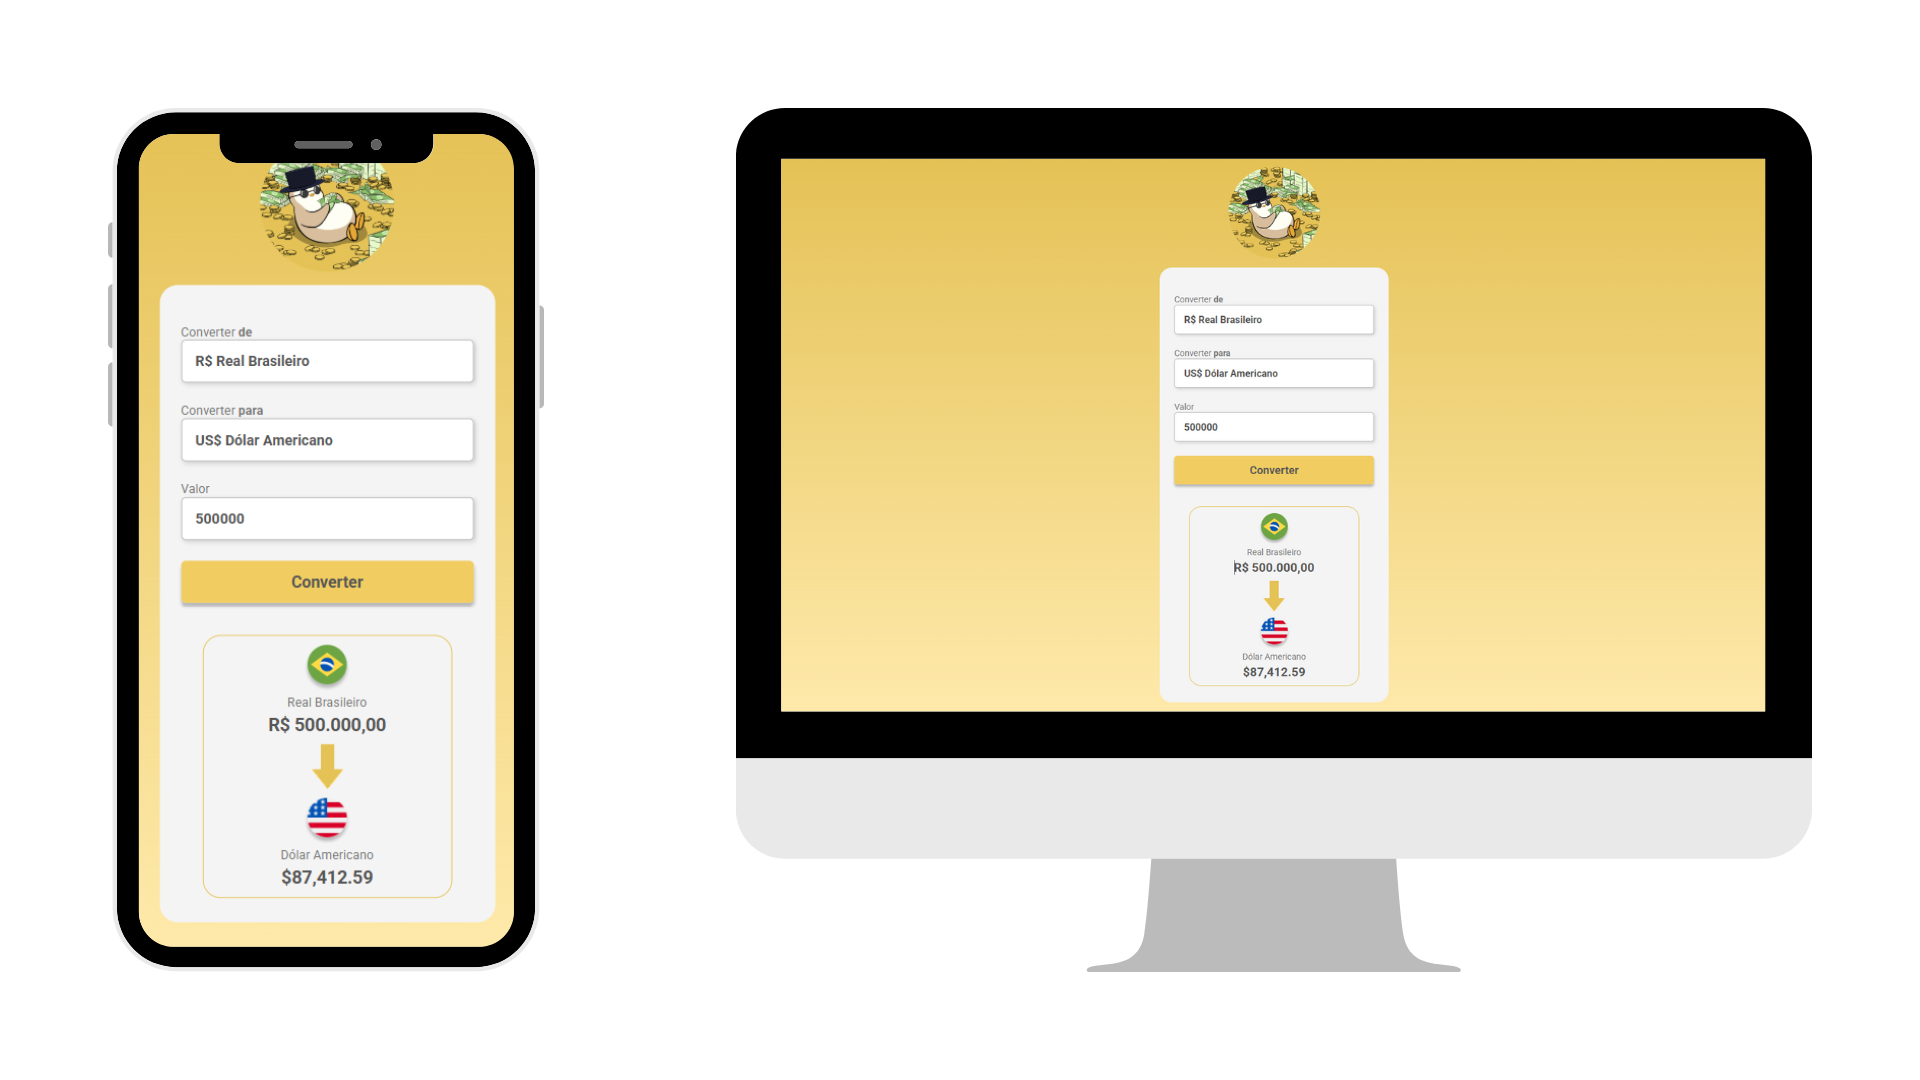 Converter de
R$ Real Brasileiro
Converter para
US$ Dólar Americano
Valor
500000
Converter
Real Brasileiro
R$ 500.000,00
Dólar Americano
$87,412.59
Converter de
R$ Real Brasileiro
Converter para
US$ Dólar Americano
Valor
500000
Converter
Real Brasileiro
R$ 500.000,00
Dólar Americano
$87,412.59